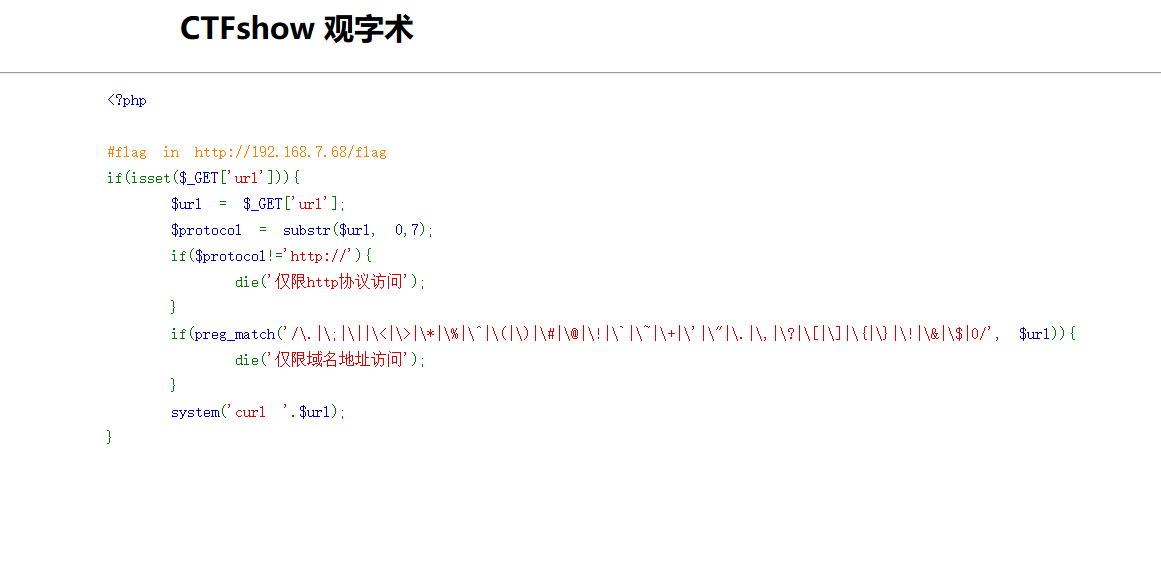 CTFshow 观字术
<?php
#flag in http://192.168.7.68/flag
if(isset($_GET['url'])){
$url = $_GET['url'];
$protocol = substr($url, 0,7);
if($protocol!='http://'){
die('仅限http协议访问');
}
if(preg_match('/\.|\;|\||\<|\>|\*|\%|\^|\(|\)|\#|\@|\!|\`|\~|\+|\'|\"|\.|\,|\?|\[|\]|\{|\}|\!|\&|\$|0/', $url)){
die('仅限域名地址访问');
}
system('curl '.$url);
}